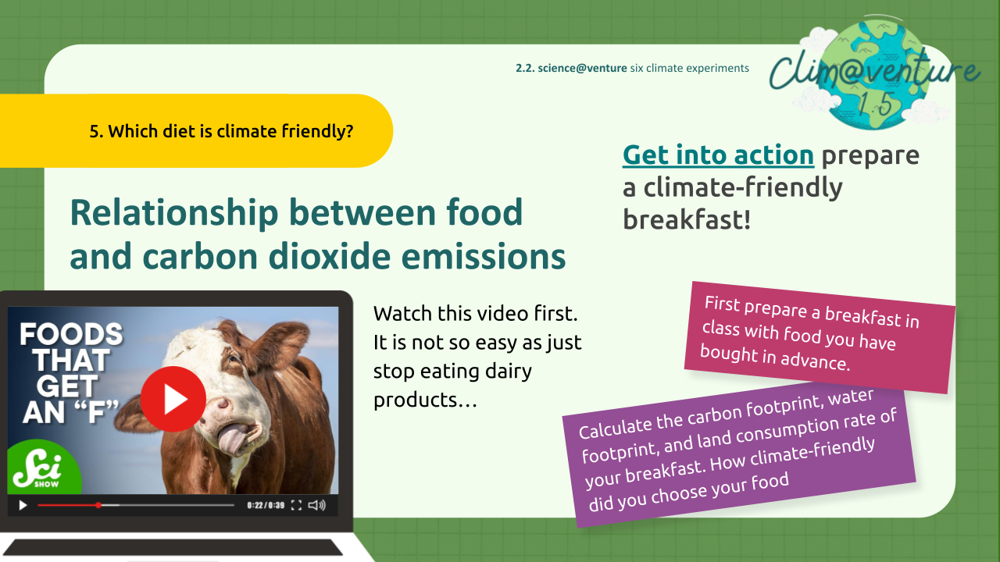 2.2. science@venture six climate experiments
Clim@venture
1.5
5. Which diet is climate friendly?
Get into action prepare
a climate-friendly
breakfast!
Relationship between food
and carbon dioxide emissions
FOODS
THAT
GET
AN “F”
Sci
SHOW
0:22 / 0:39
Watch this video first.
It is not so easy as just
stop eating dairy
products…
First prepare a breakfast in
class with food you have
bought in advance.
Calculate the carbon footprint, water
footprint, and land consumption rate of
your breakfast. How climate-friendly
did you choose your food